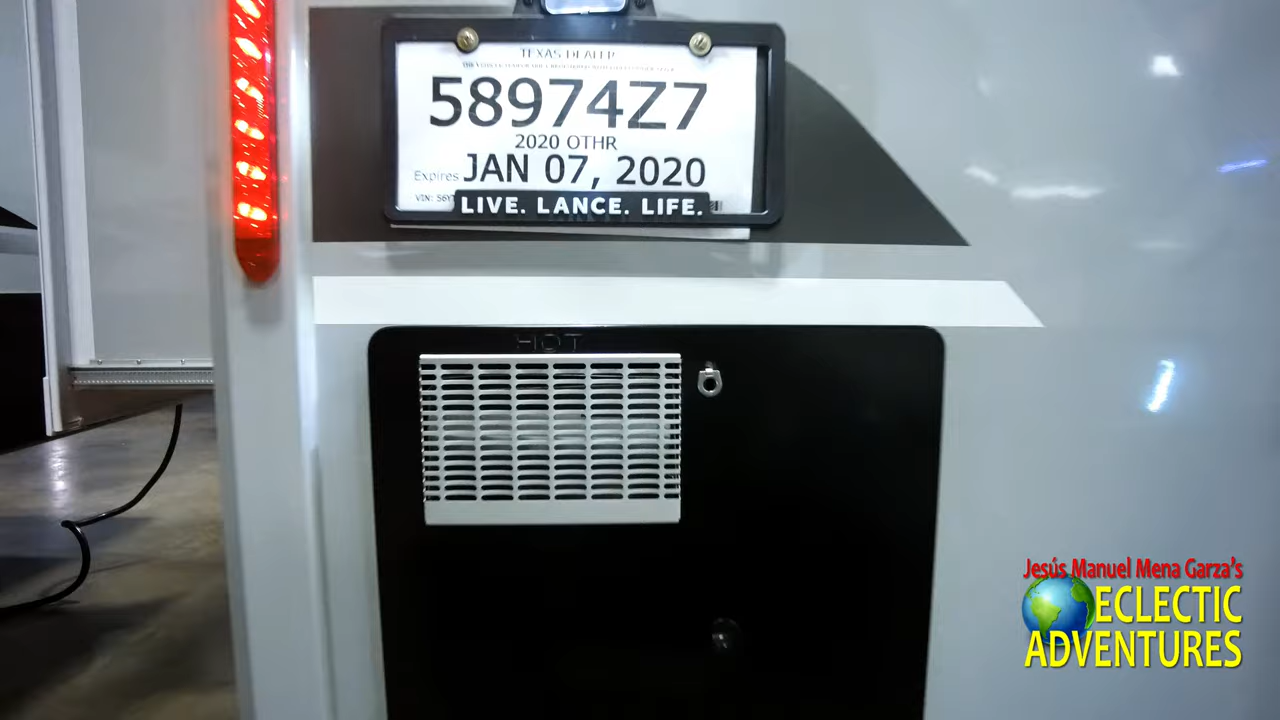 TEXAS DEALER
58974Z7
2020 OTHR
Expires JAN 07, 2020
VIN:
LIVE. LANCE. LIFE.
HOT
Jesús Manuel Mena Garza's
ECLECTIC
ADVENTURES